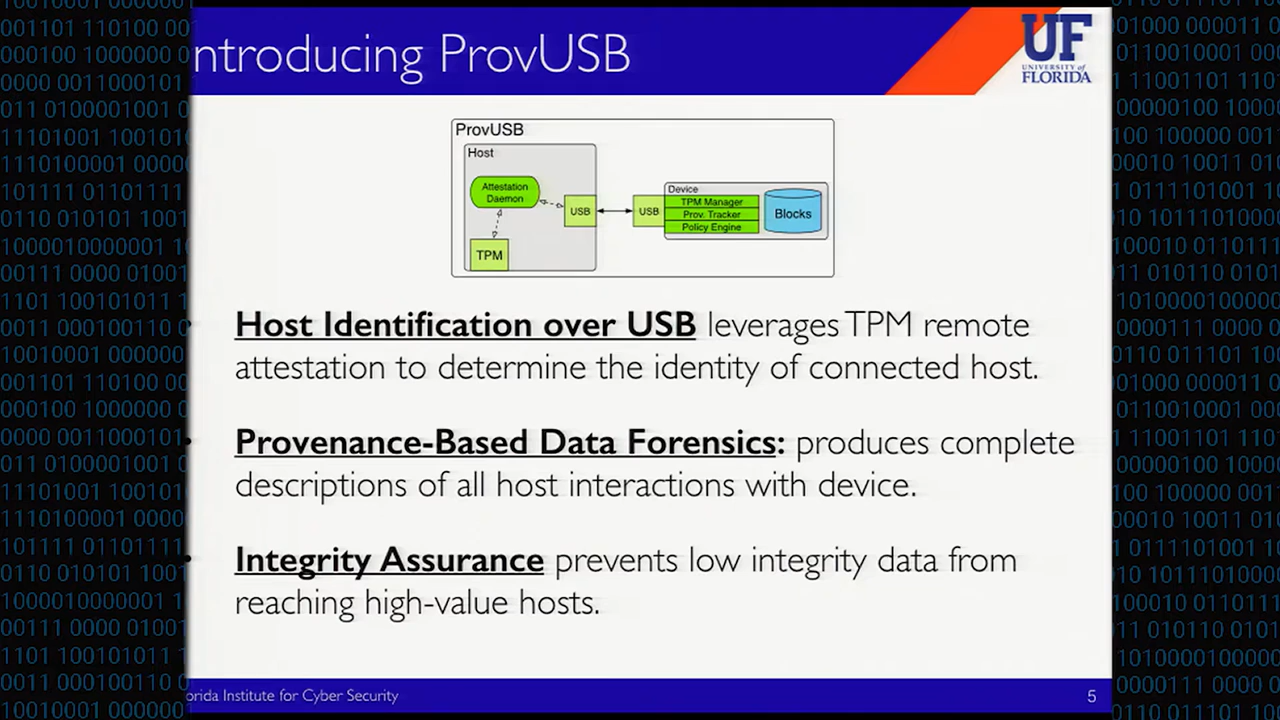 ntroducing ProvUSB
UF
UNIVERSITY of
FLORIDA
ProvUSB
Host
Attestation
Daemon
USB
TPM
USB
Device
TPM Manager
Prov. Tracker
Policy Engine
Blocks
Host Identification over USB leverages TPM remote
attestation to determine the identity of connected host.
Provenance-Based Data Forensics: produces complete
descriptions of all host interactions with device.
Integrity Assurance prevents low integrity data from
reaching high-value hosts.
orida Institute for Cyber Security
5